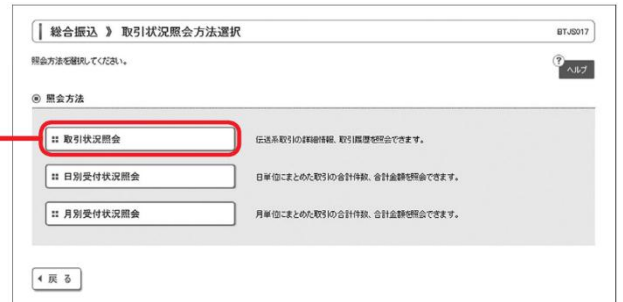 総合振込 》 取引状況照会方法選択
BTJS017
照会方法を選択してください。
? ヘルプ
照会方法
取引状況照会
伝送系取引の詳細情報、取引履歴を照会できます。
日別受付状況照会
日単位にまとめた取引の合計件数、合計金額を照会できます。
月別受付状況照会
月単位にまとめた取引の合計件数、合計金額を照会できます。
戻 る